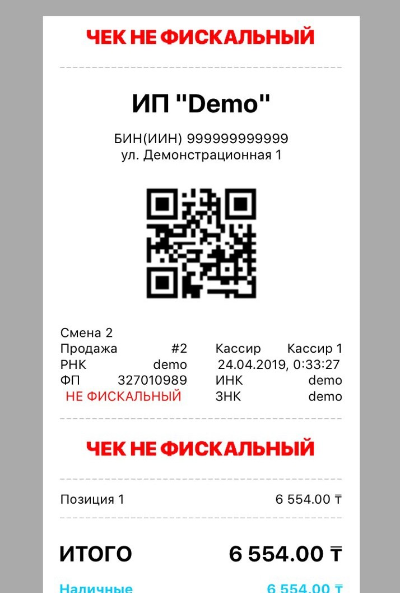 ЧЕК НЕ ФИСКАЛЬНЫЙ
ИП "Demo"
БИН(ИИН) 999999999999
ул. Демонстрационная 1
Смена 2
Продажа #2 Кассир Кассир 1
РНК demo 24.04.2019, 0:33:27
ФП 327010989 ИНК demo
НЕ ФИСКАЛЬНЫЙ ЗНК demo
ЧЕК НЕ ФИСКАЛЬНЫЙ
Позиция 1 6 554.00 ₸
ИТОГО 6 554.00 ₸
Наличные 6 554.00 ₸